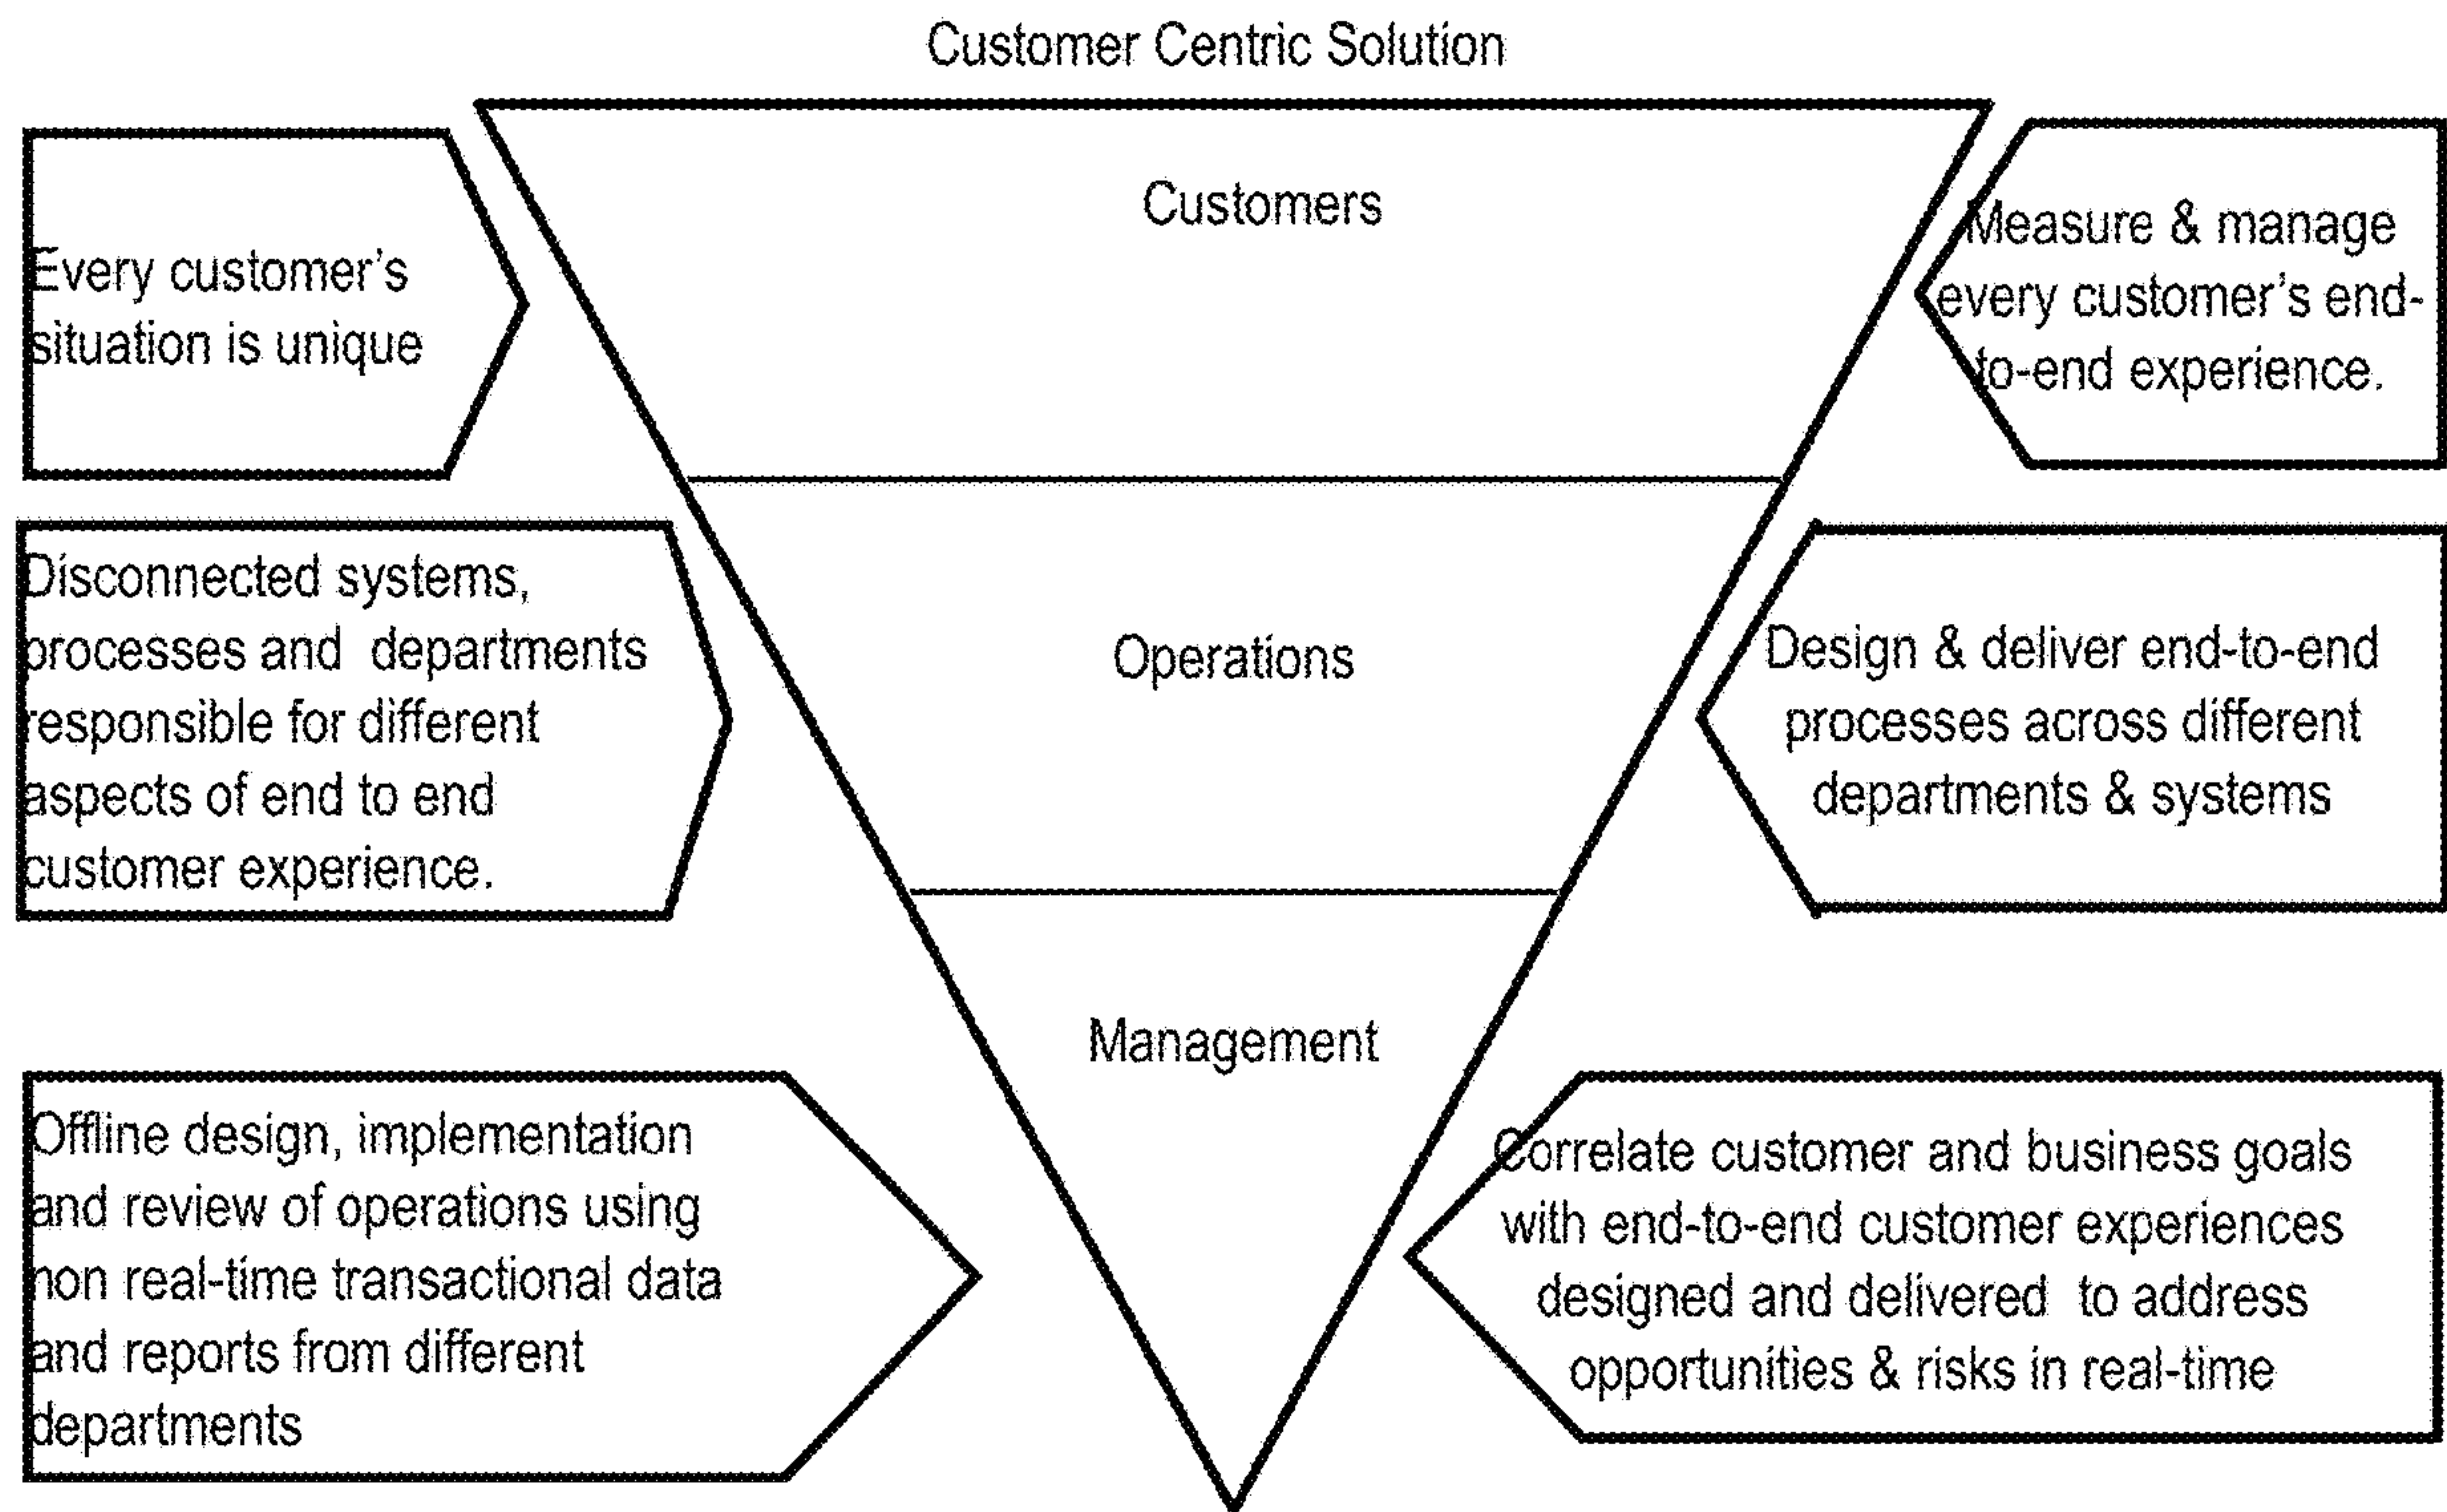 Customer Centric Solution
Customers
Every customer's
situation is unique
Measure & manage
every customer's end-
to-end experience.
Operations
Disconnected systems,
processes and departments
responsible for different
aspects of end to end
customer experience.
Design & deliver end-to-end
processes across different
departments & systems
Management
Offline design, implementation
and review of operations using
non real-time transactional data
and reports from different
departments
Correlate customer and business goals
with end-to-end customer experiences
designed and delivered to address
opportunities & risks in real-time